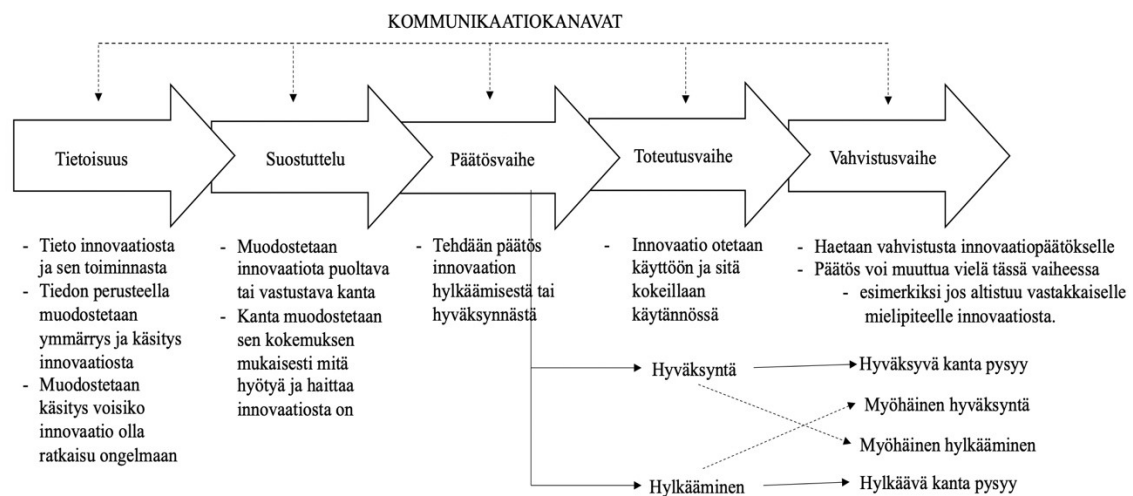 KOMMUNIKAATIOKANAVAT
Tietoisuus
Suostuttelu
Päätösvaihe
Toteutusvaihe
Vahvistusvaihe
- Tieto innovaatiosta
ja sen toiminnasta
- Tiedon perusteella
muodostetaan
ymmärrys ja käsitys
innovaatiosta
- Muodostetaan
käsitys voisiko
innovaatio olla
ratkaisu ongelmaan
- Muodostetaan
innovaatiota puoltava
tai vastustava kanta
- Kanta muodostetaan
sen kokemuksen
mukaisesti mitä
hyötyä ja haittaa
innovaatiosta on
- Tehdään päätös
innovaation
hylkäämisestä tai
hyväksynnästä
- Innovaatio otetaan
käyttöön ja sitä
kokeillaan
käytännössä
- Haetaan vahvistusta innovaatiopäätökselle
- Päätös voi muuttua vielä tässä vaiheessa
- esimerkiksi jos altistuu vastakkaiselle
mielipiteelle innovaatiosta.
Hyväksyntä
Hylkääminen
Hyväksyvä kanta pysyy
Myöhäinen hyväksyntä
Myöhäinen hylkääminen
Hylkäävä kanta pysyy